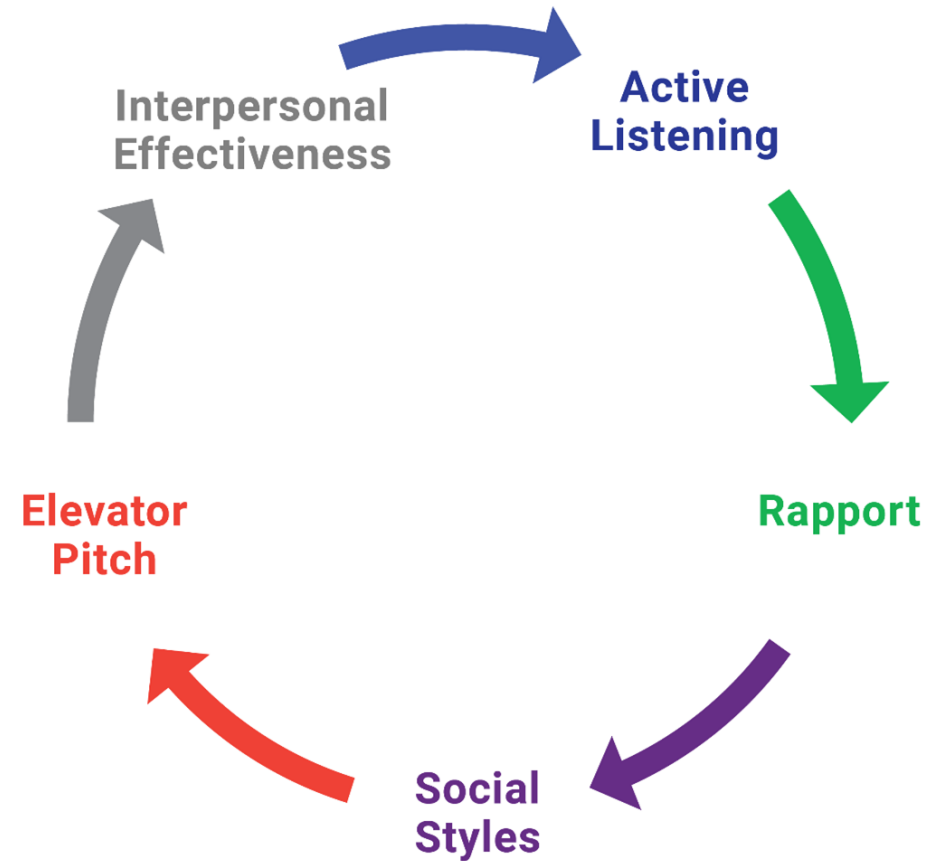 Interpersonal
Effectiveness
Active
Listening
Rapport
Social
Styles
Elevator
Pitch